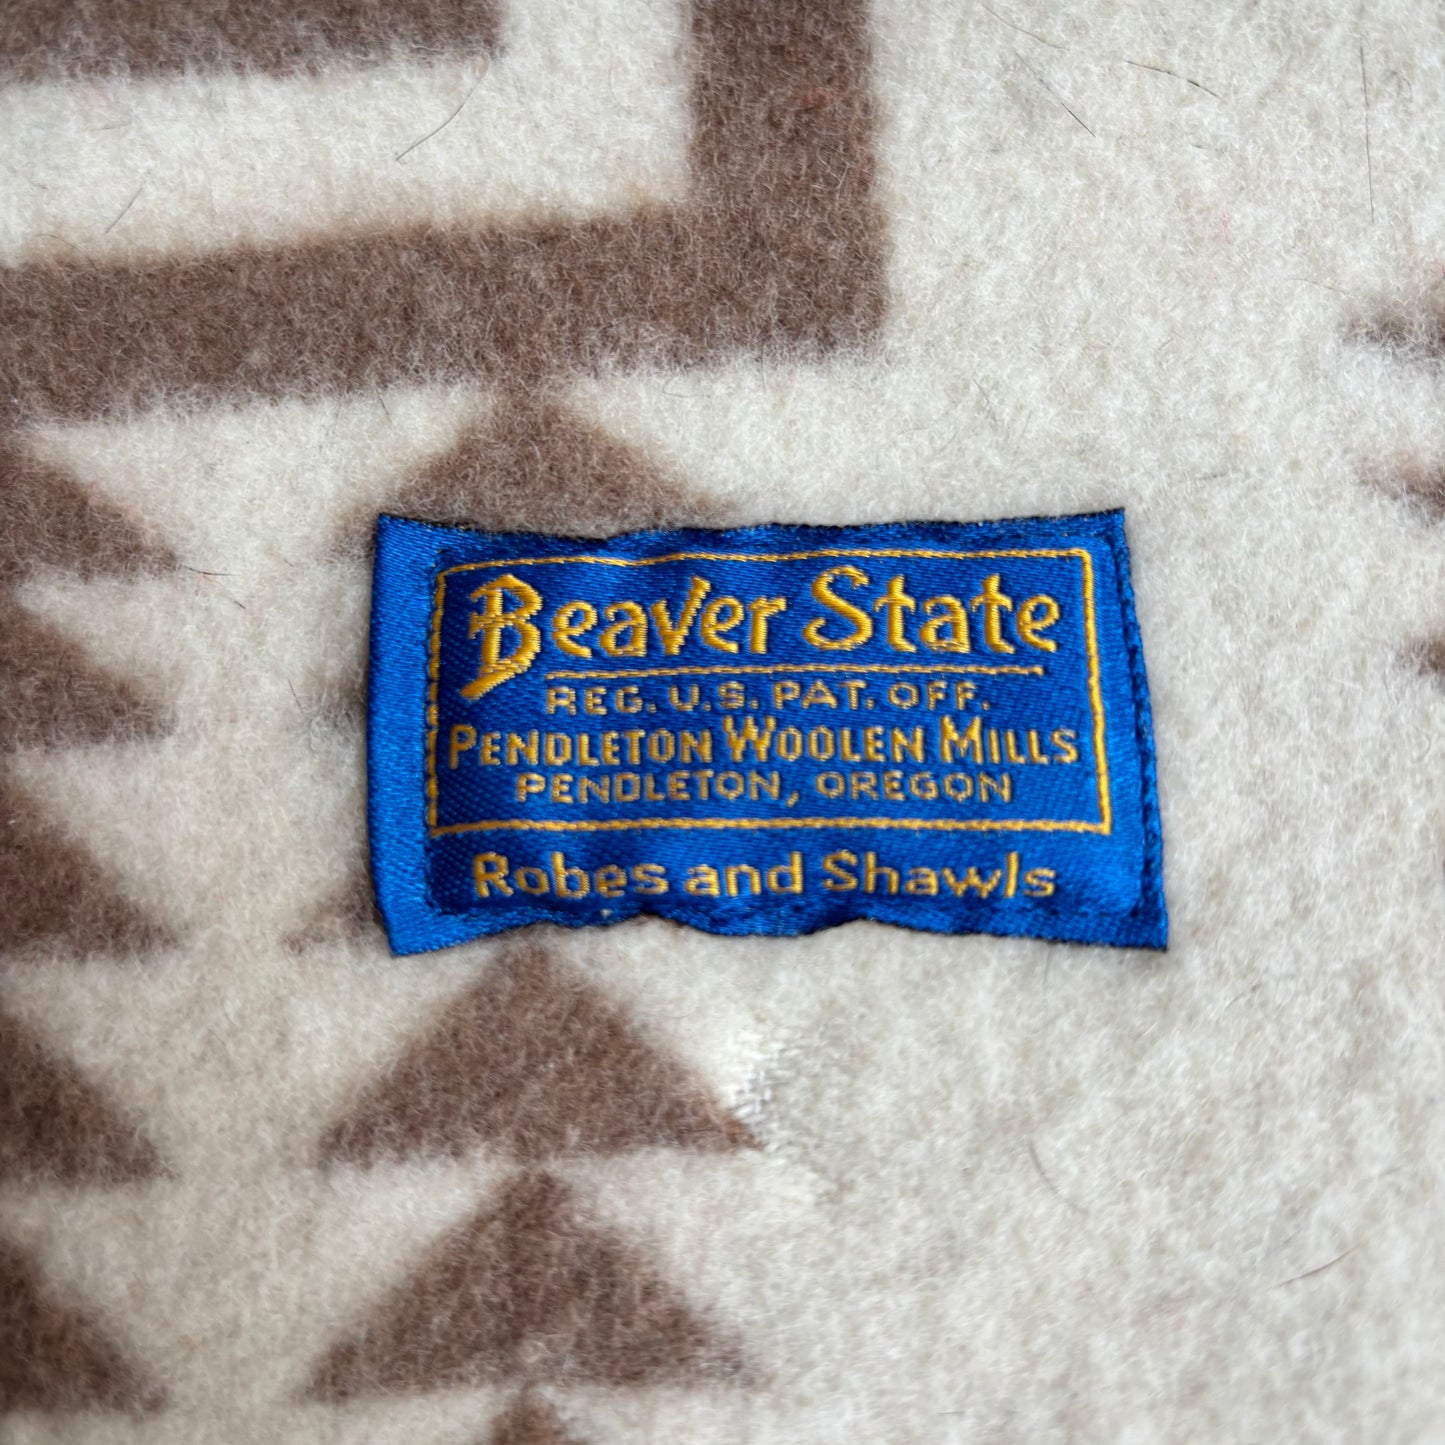 Beaver State
REG. U.S. PAT. OFF.
PENDLETON WOOLEN MILLS
PENDLETON, OREGON
Robes and Shawls